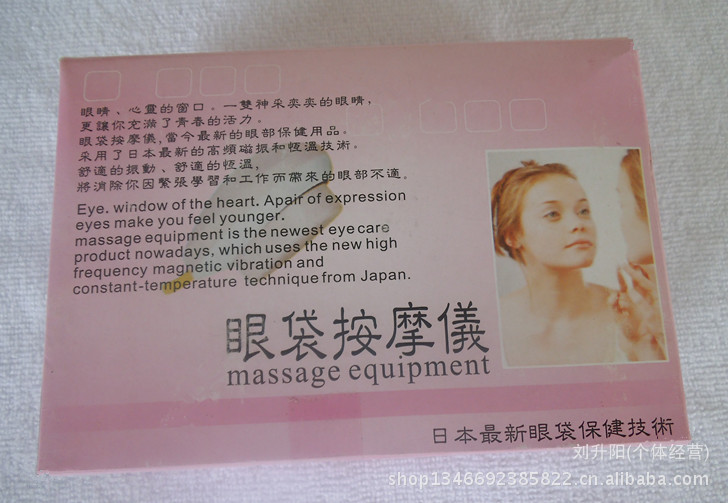 眼睛、心靈的窗口。一雙神采奕奕的眼睛，
更讓你充滿了青春的活力。
眼袋按摩儀，當今最新的眼部保健用品。
采用了日本最新的高頻磁振和恆溫技術。
舒適的振動、舒適的恆溫，
將消除你因緊張學習和工作而帶來的眼部不適。
Eye. window of the heart. Apair of expression
eyes make you feel younger.
massage equipment is the newest eye care
product nowadays, which uses the new high
frequency magnetic vibration and
constant-temperature technique from Japan.
眼袋按摩儀
massage equipment
日本最新眼袋保健技術
刘升阳(个体经营)
shop1346692385822.cn.alibaba.com